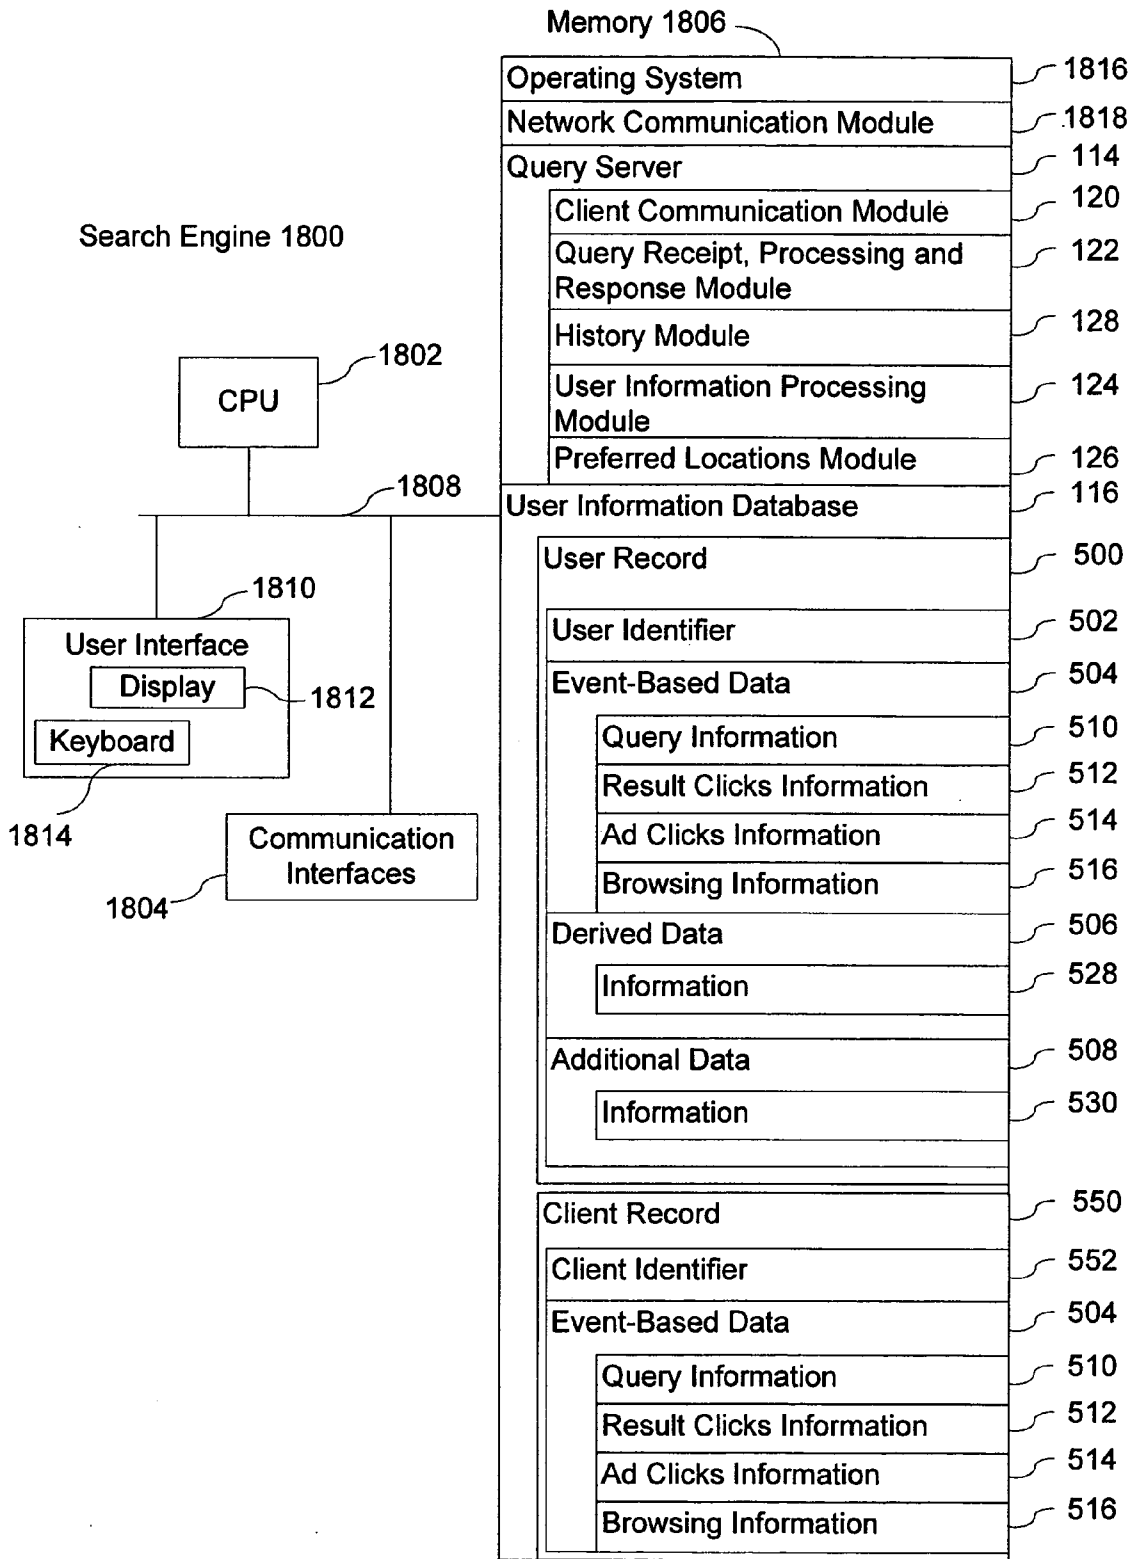 Memory 1806
Operating System 1816
Network Communication Module 1818
Query Server 114
Client Communication Module 120
Search Engine 1800
Query Receipt, Processing and 122
Response Module
History Module 128
1802
CPU
User Information Processing 124
Module
Preferred Locations Module 126
1808
User Information Database 116
User Record 500
1810
User Interface
Display
1812
Keyboard
1814
User Identifier 502
Event-Based Data 504
Query Information 510
Result Clicks Information 512
Communication
Interfaces
1804
Ad Clicks Information 514
Browsing Information 516
Derived Data 506
Information 528
Additional Data 508
Information 530
Client Record 550
Client Identifier 552
Event-Based Data 504
Query Information 510
Result Clicks Information 512
Ad Clicks Information 514
Browsing Information 516